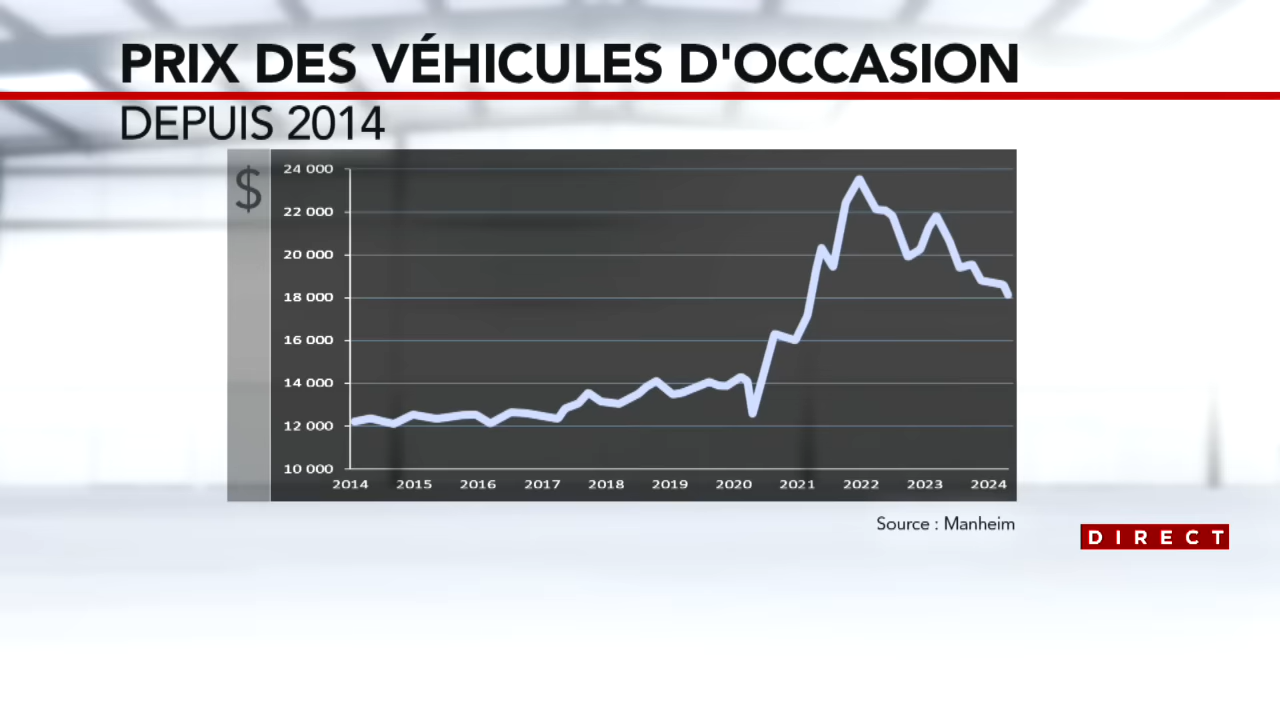 PRIX DES VÉHICULES D'OCCASION
DEPUIS 2014
$
24 000
22 000
20 000
18 000
16 000
14 000
12 000
10 000
2014 2015 2016 2017 2018 2019 2020 2021 2022 2023 2024
Source : Manheim
DIRECT